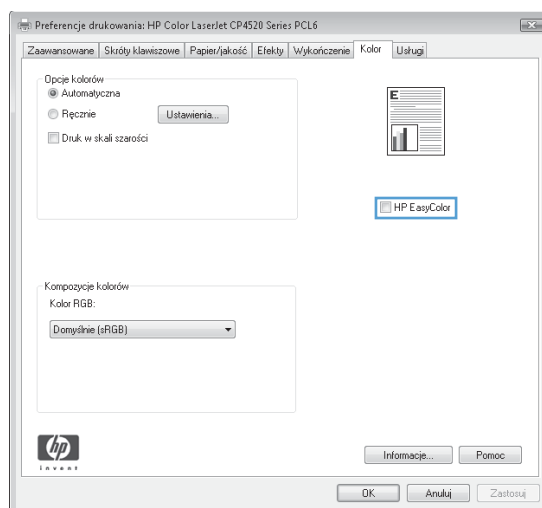 Preferencje drukowania: HP Color LaserJet CP4520 Series PCL6
Zaawansowane Skróty klawiszowe Papier/jakość Efekty Wykończenie Kolor Usługi
Opcje kolorów
Automatyczna
Ręcznie Ustawienia...
Druk w skali szarości
E
HP EasyColor
Kompozycje kolorów
Kolor RGB:
Domyślnie (sRGB)
hp
invent
Informacje... Pomoc
OK Anuluj Zastosuj